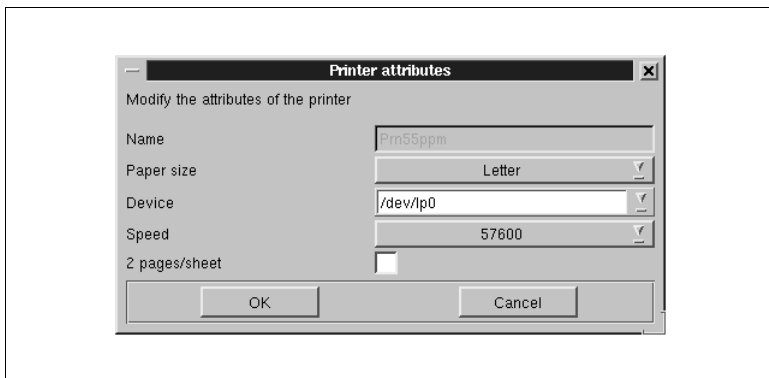 Printer attributes
Modify the attributes of the printer
Name Prn55ppm
Paper size Letter
Device /dev/lp0
Speed 57600
2 pages/sheet
OK Cancel